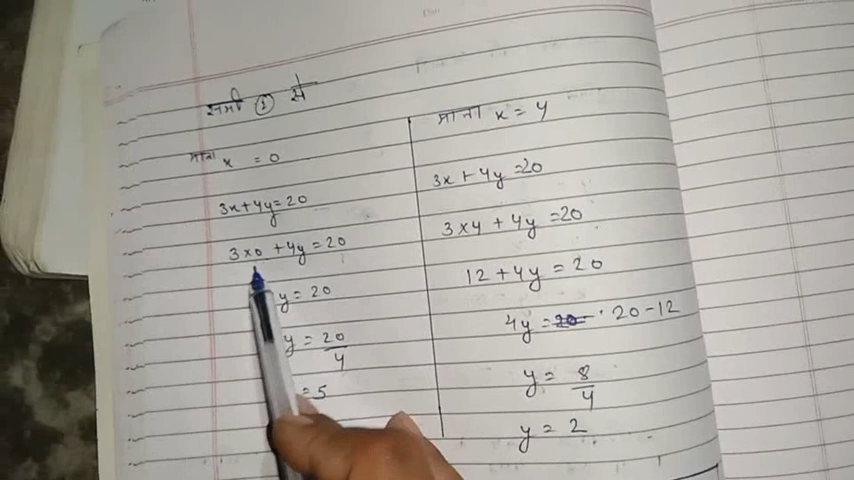 समी ① से
माना x = 0
3x+4y=20
3×0 +4y=20
y = 20
y = 20/4
= 5
माना x = 4
3x+4y=20
3×4 + 4y =20
12 + 4y = 20
4y = 20-12
y = 8/4
y = 2